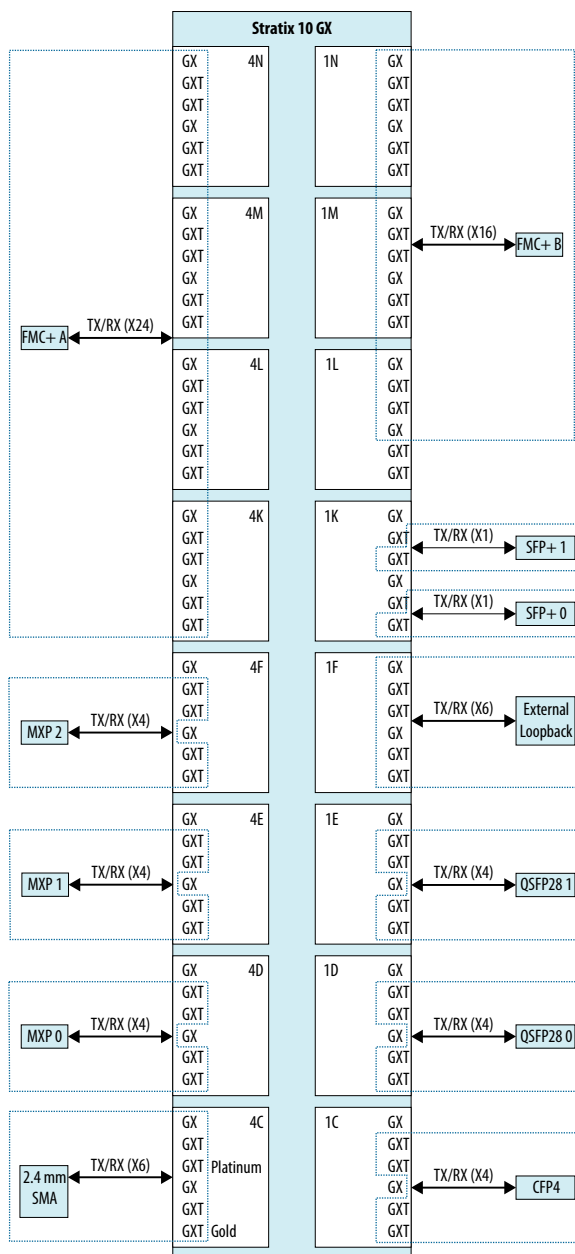 Stratix 10 GX
GX 4N 1N GX
GXT GXT
GXT GXT
GX GX
GXT GXT
GXT GXT
GX 4M 1M GX
GXT GXT
TX/RX (X16)
FMC+ B
GXT GXT
GX GX
GXT GXT
GXT GXT
TX/RX (X24)
FMC+ A
GX 4L 1L GX
GXT GXT
GXT GXT
GX GX
GXT GXT
GXT GXT
GX 4K 1K GX
GXT GXT
TX/RX (X1)
SFP+ 1
GXT GXT
GX GX
GXT GXT
TX/RX (X1)
SFP+ 0
GXT GXT
GX 4F 1F GX
GXT GXT
GXT GXT
TX/RX (X6)
External
Loopback
MXP 2
TX/RX (X4)
GX GX
GXT GXT
GXT GXT
GX 4E 1E GX
GXT GXT
GXT GXT
MXP 1
TX/RX (X4)
GX GX
TX/RX (X4)
QSFP28 1
GXT GXT
GXT GXT
GX 4D 1D GX
GXT GXT
GXT GXT
MXP 0
TX/RX (X4)
GX GX
TX/RX (X4)
QSFP28 0
GXT GXT
GXT GXT
GX 4C 1C GX
GXT GXT
2.4 mm
SMA
TX/RX (X6)
GXT Platinum GXT
GX GX
TX/RX (X4)
CFP4
GXT GXT
GXT Gold GXT